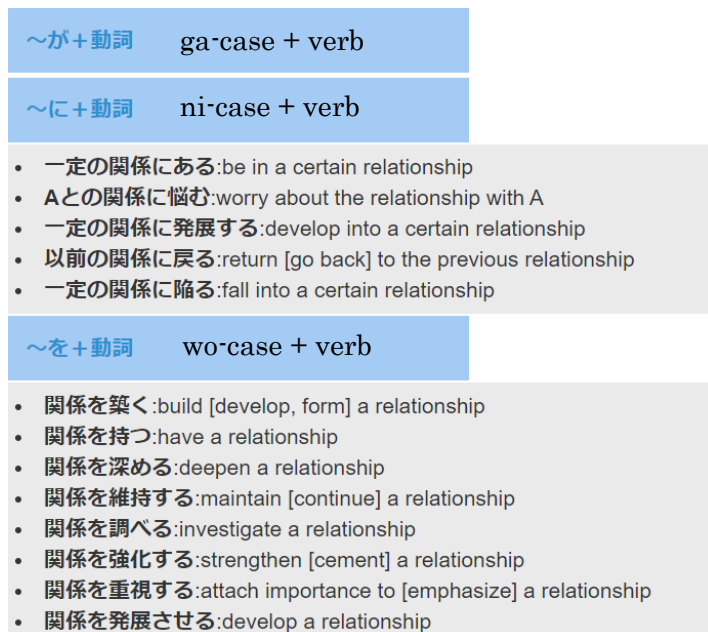 ～が＋動詞 ga-case + verb
～に＋動詞 ni-case + verb
• 一定の関係にある:be in a certain relationship
• Aとの関係に悩む:worry about the relationship with A
• 一定の関係に発展する:develop into a certain relationship
• 以前の関係に戻る:return [go back] to the previous relationship
• 一定の関係に陥る:fall into a certain relationship
～を＋動詞 wo-case + verb
• 関係を築く:build [develop, form] a relationship
• 関係を持つ:have a relationship
• 関係を深める:deepen a relationship
• 関係を維持する:maintain [continue] a relationship
• 関係を調べる:investigate a relationship
• 関係を強化する:strengthen [cement] a relationship
• 関係を重視する:attach importance to [emphasize] a relationship
• 関係を発展させる:develop a relationship